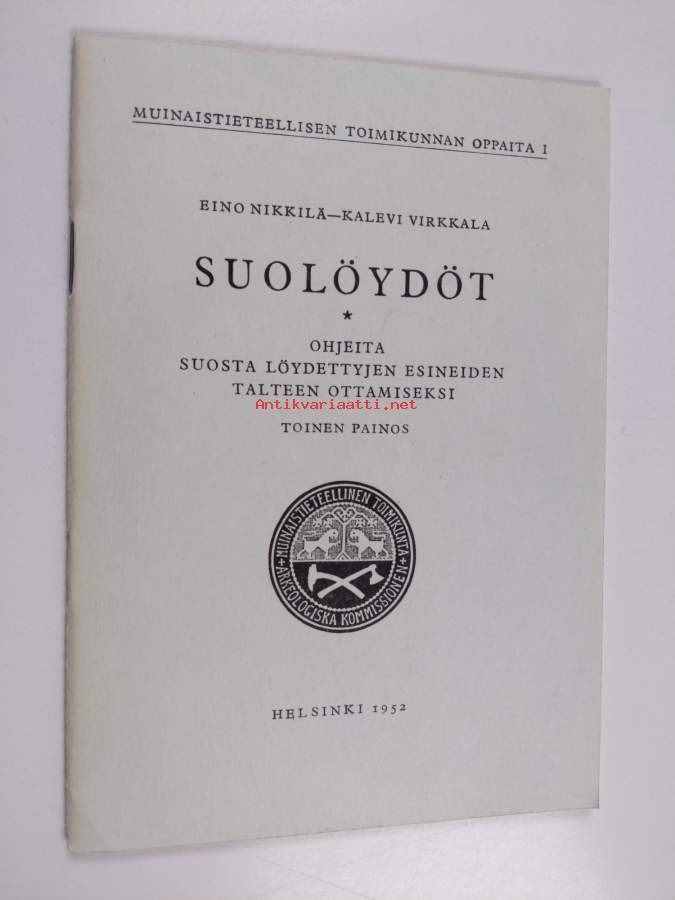 MUINAISTIETEELLISEN TOIMIKUNNAN OPPAITA I
EINO NIKKILÄ—KALEVI VIRKKALA
SUOLÖYDÖT
★
OHJEITA
SUOSTA LÖYDETTYJEN ESINEIDEN
TALTEEN OTTAMISEKSI
Antikvariaatti.net
TOINEN PAINOS
MUINAISTIETEELLINEN TOIMIKUNTA
+ ARKEOLOGISKA KOMMISSIONEN +
HELSINKI 1952